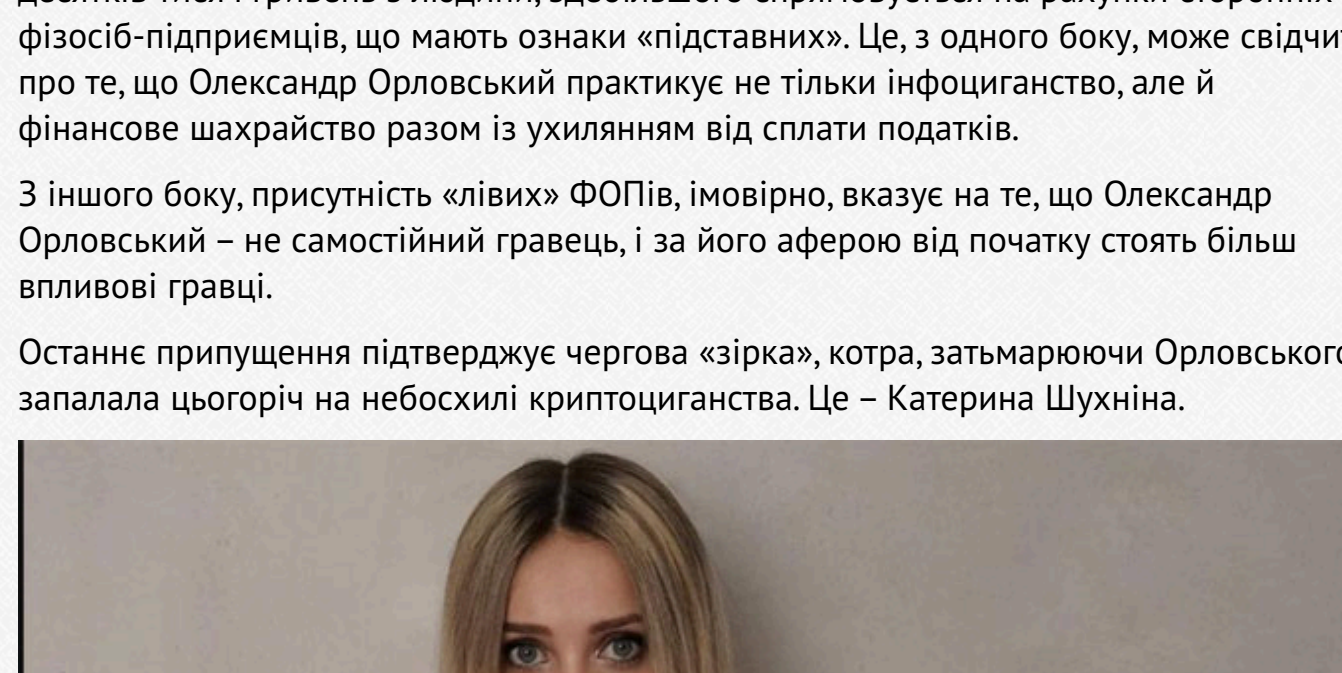 фізосіб-підприємців, що мають ознаки «підставних». Це, з одного боку, може
про те, що Олександр Орловський практикує не тільки інфоциганство, але й
фінансове шахрайство разом із ухилянням від сплати податків.
З іншого боку, присутність «лівих» ФОПів, імовірно, вказує на те, що Олександр
Орловський – не самостійний гравець, і за його аферою від початку стоять більш
впливові гравці.
Останнє припущення підтверджує чергова «зірка», котра, затьмарюючи
запалала цьогоріч на небосхилі криптоциганства. Це – Катерина Шухніна.